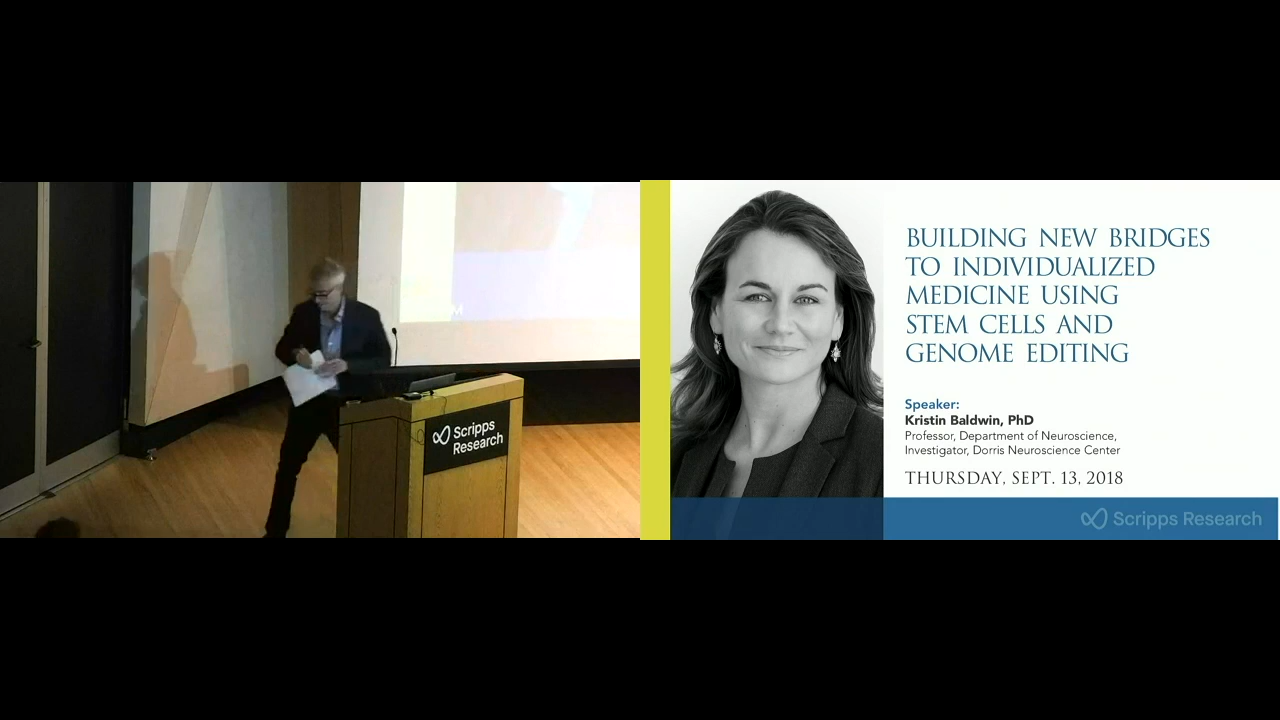 Scripps
Research
BUILDING NEW BRIDGES
TO INDIVIDUALIZED
MEDICINE USING
STEM CELLS AND
GENOME EDITING
Speaker:
Kristin Baldwin, PhD
Professor, Department of Neuroscience,
Investigator, Dorris Neuroscience Center
THURSDAY, SEPT. 13, 2018
Scripps Research